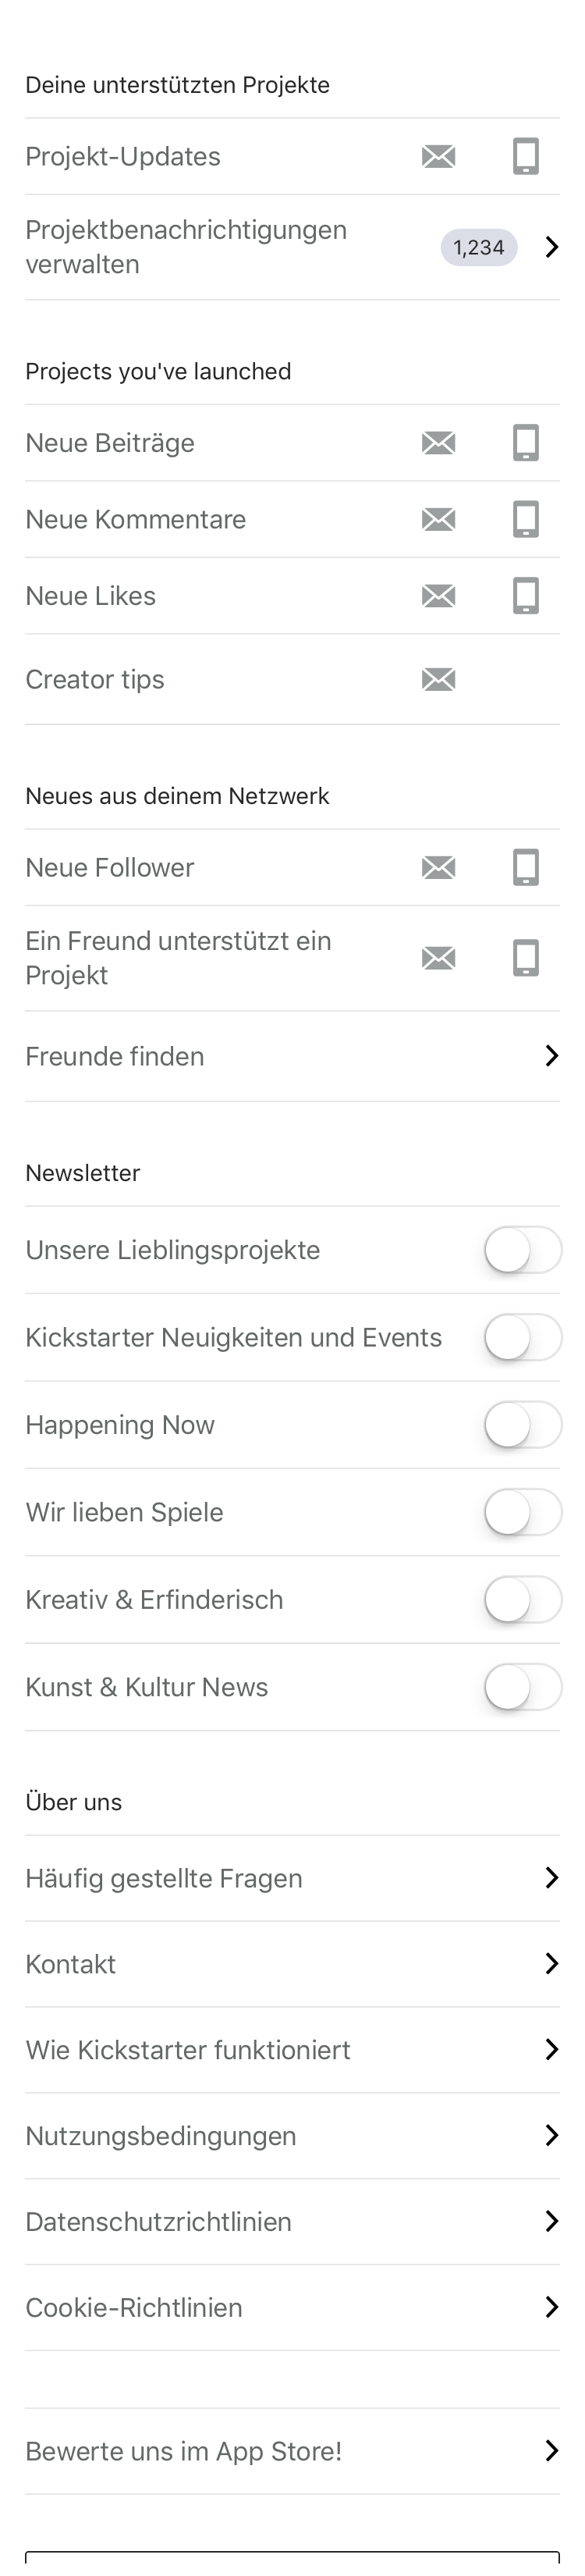 Deine unterstützten Projekte
Projekt-Updates
Projektbenachrichtigungen
verwalten
1,234
Projects you've launched
Neue Beiträge
Neue Kommentare
Neue Likes
Creator tips
Neues aus deinem Netzwerk
Neue Follower
Ein Freund unterstützt ein
Projekt
Freunde finden
Newsletter
Unsere Lieblingsprojekte
Kickstarter Neuigkeiten und Events
Happening Now
Wir lieben Spiele
Kreativ & Erfinderisch
Kunst & Kultur News
Über uns
Häufig gestellte Fragen
Kontakt
Wie Kickstarter funktioniert
Nutzungsbedingungen
Datenschutzrichtlinien
Cookie-Richtlinien
Bewerte uns im App Store!